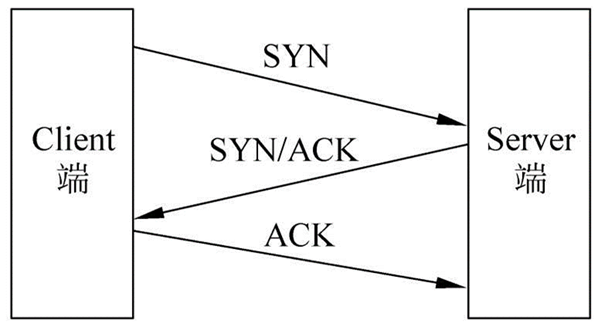 SYN
Client
端
SYN/ACK
Server
端
ACK